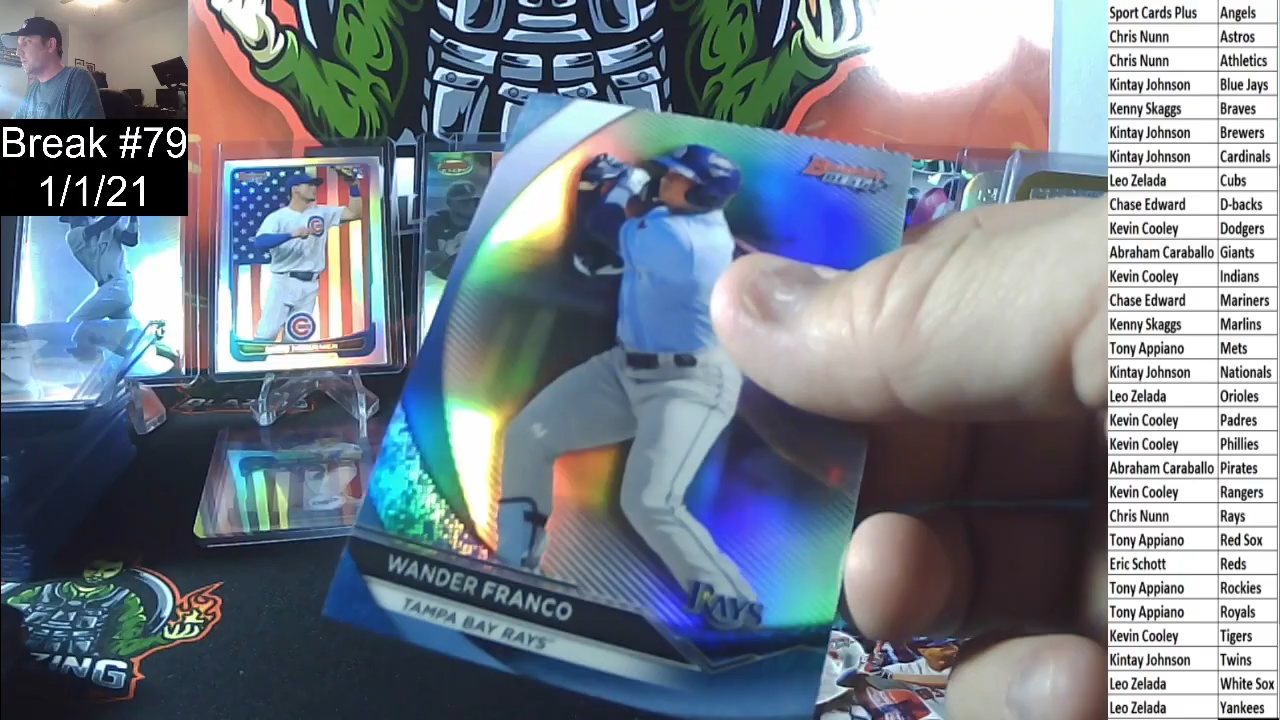 Break #79
1/1/21
WANDER FRANCO
TAMPA BAY RAYS
RAYS
ZING
Sport Cards Plus Angels
Chris Nunn Astros
Chris Nunn Athletics
Kintay Johnson Blue Jays
Kenny Skaggs Braves
Kintay Johnson Brewers
Kintay Johnson Cardinals
Leo Zelada Cubs
Chase Edward D-backs
Kevin Cooley Dodgers
Abraham Caraballo Giants
Kevin Cooley Indians
Chase Edward Mariners
Kenny Skaggs Marlins
Tony Appiano Mets
Kintay Johnson Nationals
Leo Zelada Orioles
Kevin Cooley Padres
Kevin Cooley Phillies
Abraham Caraballo Pirates
Kevin Cooley Rangers
Chris Nunn Rays
Tony Appiano Red Sox
Eric Schott Reds
Tony Appiano Rockies
Tony Appiano Royals
Kevin Cooley Tigers
Kintay Johnson Twins
Leo Zelada White Sox
Leo Zelada Yankees